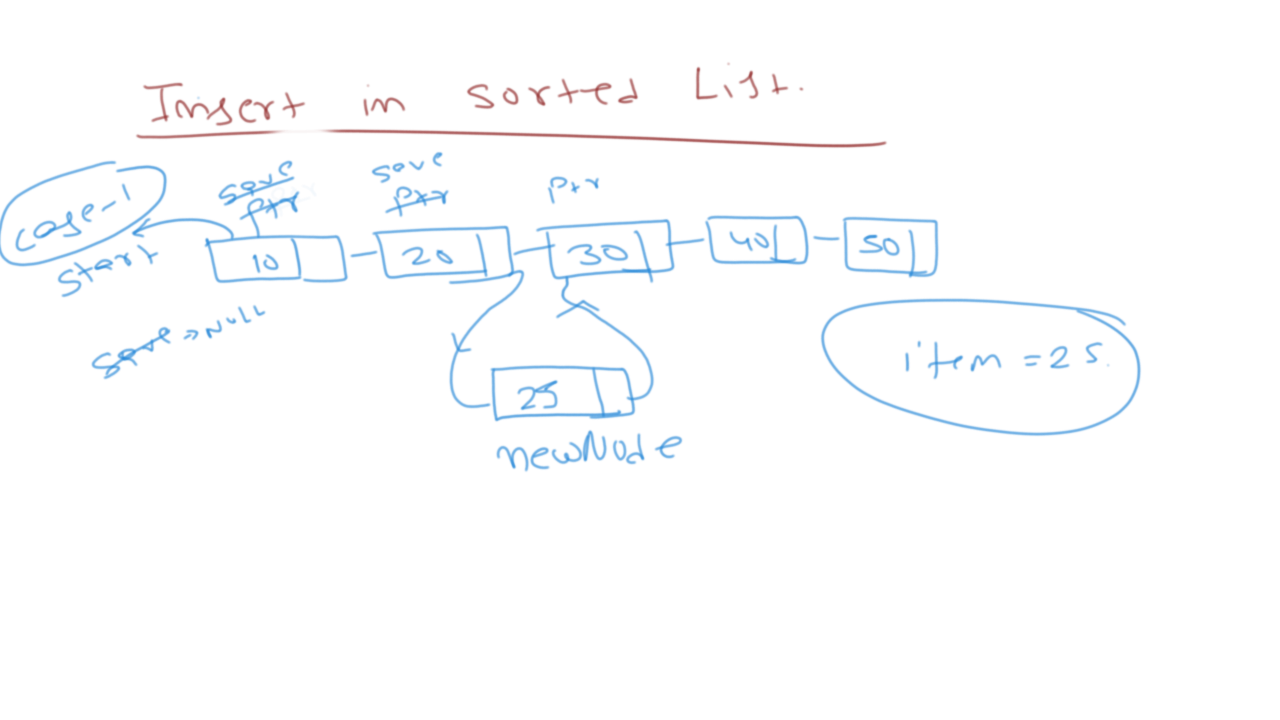 Insert in Sorted List.
case-1
save save
ptr ptr ptr
start
10 20 30 40 50
save => NULL
item = 25
25
newNode